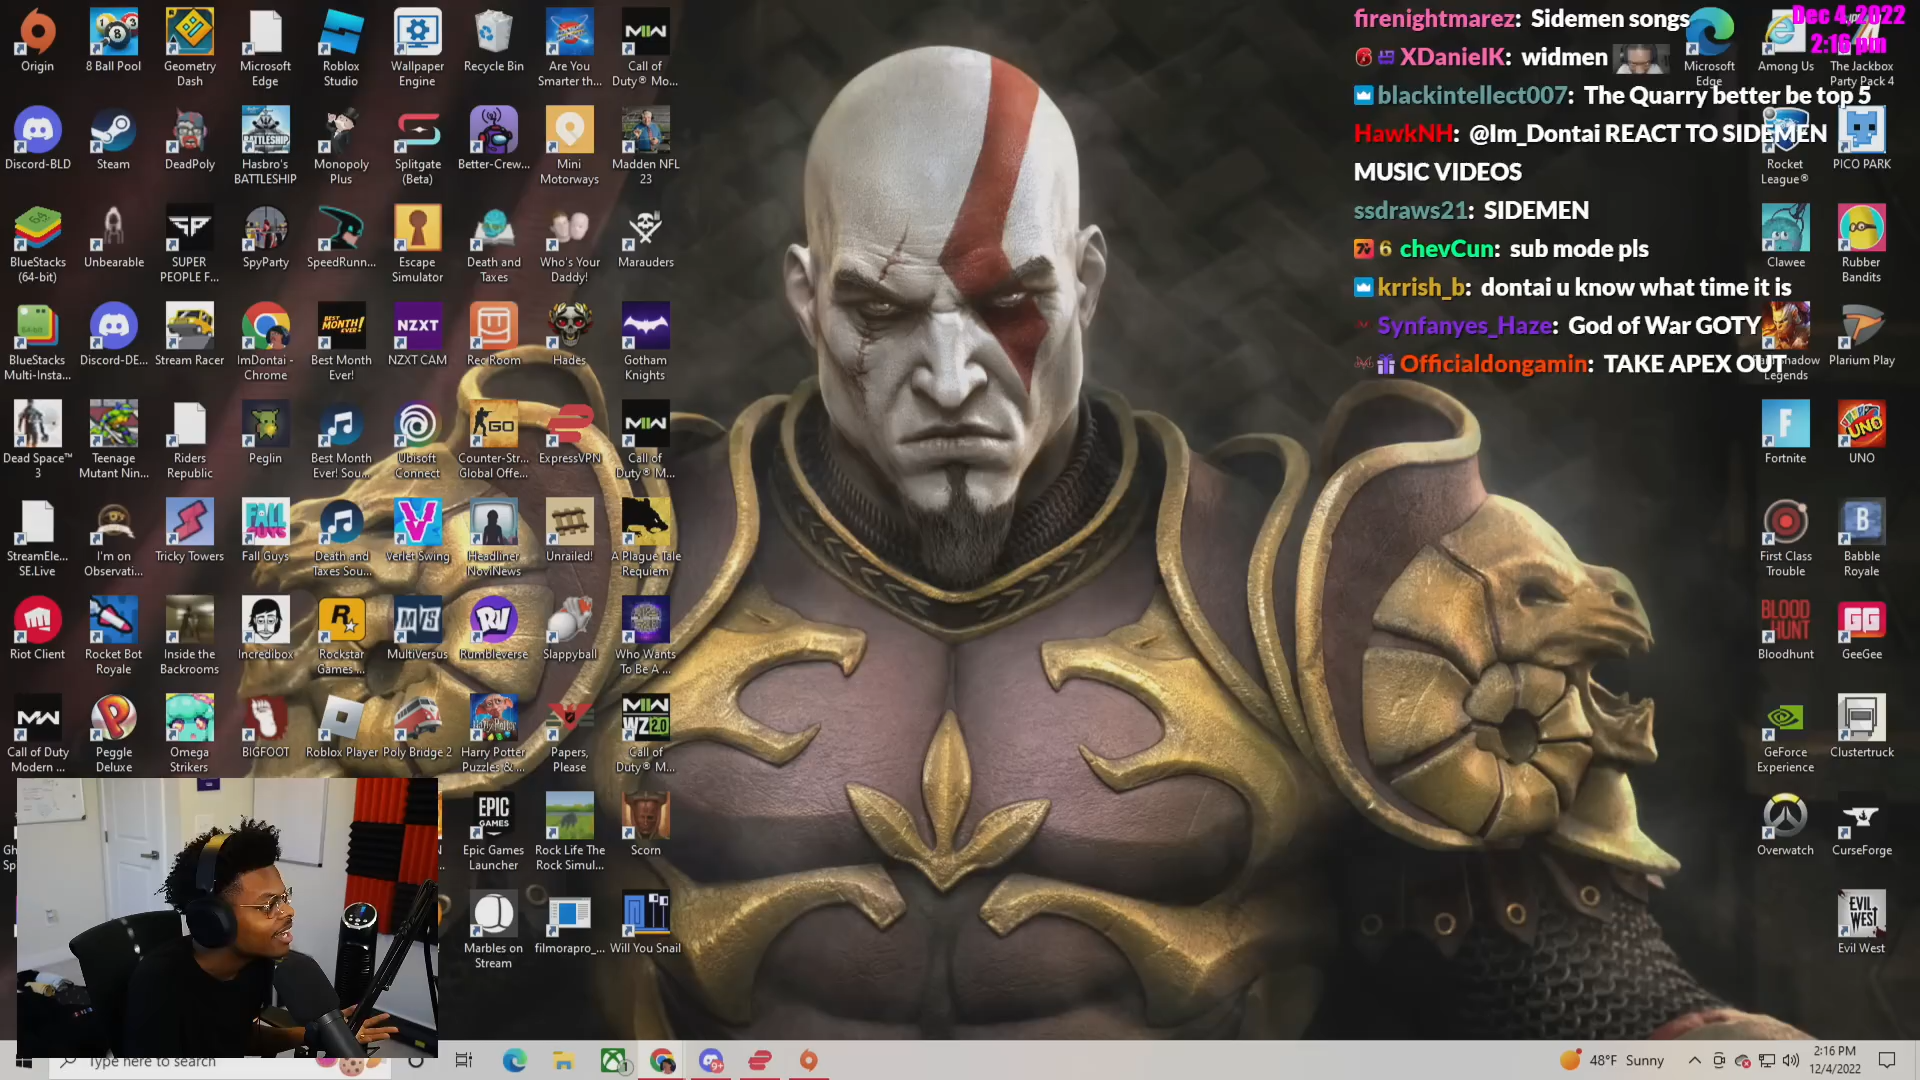 firenightmarez: Sidemen songs
XDanielK: widmen
blackintellect007: The Quarry better be top 5
HawkNH: @Im_Dontai REACT TO SIDEMEN
MUSIC VIDEOS
ssdraws21: SIDEMEN
6 chevCun: sub mode pls
krrish_b: dontai u know what time it is
Synfanyes_Haze: God of War GOTY
Officialdongamin: TAKE APEX OUT
Dec 4, 2022
2:16 pm
Origin
8 Ball Pool
Geometry
Dash
Microsoft
Edge
Roblox
Studio
Wallpaper
Engine
Recycle Bin
Are You
Smarter th...
Call of
Duty® Mo...
Microsoft
Edge
Among Us
The Jackbox
Party Pack 4
Discord-BLD
Steam
DeadPoly
Hasbro's
BATTLESHIP
Monopoly
Plus
Splitgate
(Beta)
Better-Crew...
Mini
Motorways
Madden NFL
23
Rocket
League®
PICO PARK
BlueStacks
(64-bit)
Unbearable
SUPER
PEOPLE F...
SpyParty
SpeedRunn...
Escape
Simulator
Death and
Taxes
Who's Your
Daddy!
Marauders
Clawee
Rubber
Bandits
BlueStacks
Multi-Insta...
Discord-DE...
Stream Racer
ImDontai -
Chrome
Best Month
Ever!
NZXT CAM
Rec Room
Hades
Gotham
Knights
Legends
Plarium Play
Dead Space™
3
Teenage
Mutant Nin...
Riders
Republic
Peglin
Best Month
Ever! Sou...
Ubisoft
Connect
Counter-Str...
Global Offe...
ExpressVPN
Call of
Duty® M...
Fortnite
UNO
StreamEle...
SE.Live
I'm on
Observati...
Tricky Towers
Fall Guys
Death and
Taxes Sou...
Verlet Swing
Headliner
NoviNews
Unrailed!
A Plague Tale
Requiem
First Class
Trouble
Babble
Royale
Riot Client
Rocket Bot
Royale
Inside the
Backrooms
Incredibox
Rockstar
Games ...
MultiVersus
Rumbleverse
Slappyball
Who Wants
To Be A ...
Bloodhunt
GeeGee
Call of Duty
Modern ...
Peggle
Deluxe
Omega
Strikers
BIGFOOT
Roblox Player
Poly Bridge 2
Harry Potter
Puzzles & ...
Papers,
Please
Call of
Duty® M...
GeForce
Experience
Clustertruck
Epic Games
Launcher
Rock Life The
Rock Simul...
Scorn
Overwatch
CurseForge
Marbles on
Stream
filmorapro_...
Will You Snail
Evil West
Type here to search
48°F Sunny
2:16 PM
12/4/2022